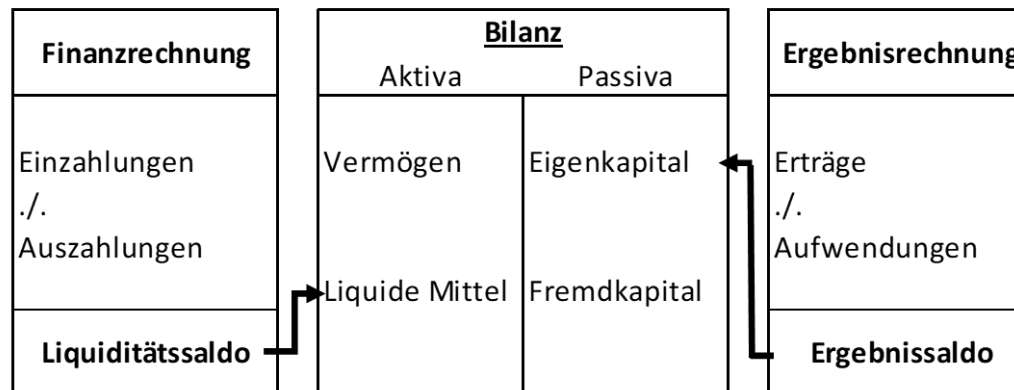 Finanzrechnung
Einzahlungen
./.
Auszahlungen
Liquiditätssaldo
Bilanz
Aktiva Passiva
Vermögen Eigenkapital
Liquide Mittel Fremdkapital
Ergebnisrechnung
Erträge
./.
Aufwendungen
Ergebnissaldo